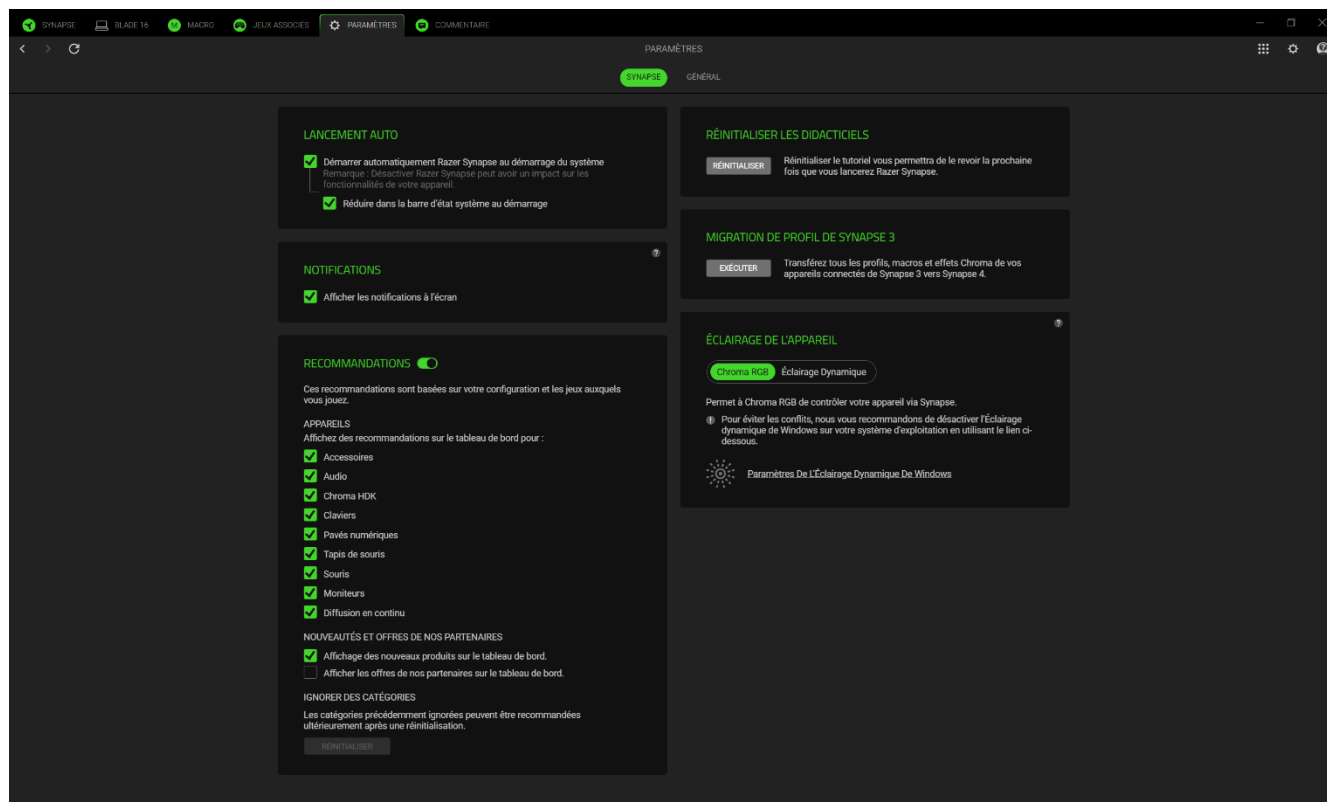 SYNAPSE
BLADE 16
MACRO
JEUX ASSOCIÉS
PARAMÈTRES
COMMENTAIRE
PARAMÈTRES
SYNAPSE
GÉNÉRAL
LANCEMENT AUTO
Démarrer automatiquement Razer Synapse au démarrage du système
Remarque : Désactiver Razer Synapse peut avoir un impact sur les
fonctionnalités de votre appareil.
Réduire dans la barre d'état système au démarrage
NOTIFICATIONS
Afficher les notifications à l'écran
RECOMMANDATIONS
Ces recommandations sont basées sur votre configuration et les jeux auxquels
vous jouez.
APPAREILS
Affichez des recommandations sur le tableau de bord pour :
Accessoires
Audio
Chroma HDK
Claviers
Pavés numériques
Tapis de souris
Souris
Moniteurs
Diffusion en continu
NOUVEAUTÉS ET OFFRES DE NOS PARTENAIRES
Affichage des nouveaux produits sur le tableau de bord.
Afficher les offres de nos partenaires sur le tableau de bord.
IGNORER DES CATÉGORIES
Les catégories précédemment ignorées peuvent être recommandées
ultérieurement après une réinitialisation.
RÉINITIALISER
RÉINITIALISER LES DIDACTICIELS
RÉINITIALISER
Réinitialiser le tutoriel vous permettra de le revoir la prochaine
fois que vous lancerez Razer Synapse.
MIGRATION DE PROFIL DE SYNAPSE 3
EXÉCUTER
Transférez tous les profils, macros et effets Chroma de vos
appareils connectés de Synapse 3 vers Synapse 4.
ÉCLAIRAGE DE L'APPAREIL
Chroma RGB
Éclairage Dynamique
Permet à Chroma RGB de contrôler votre appareil via Synapse.
Pour éviter les conflits, nous vous recommandons de désactiver l'Éclairage
dynamique de Windows sur votre système d'exploitation en utilisant le lien ci-
dessous.
Paramètres De L'Éclairage Dynamique De Windows